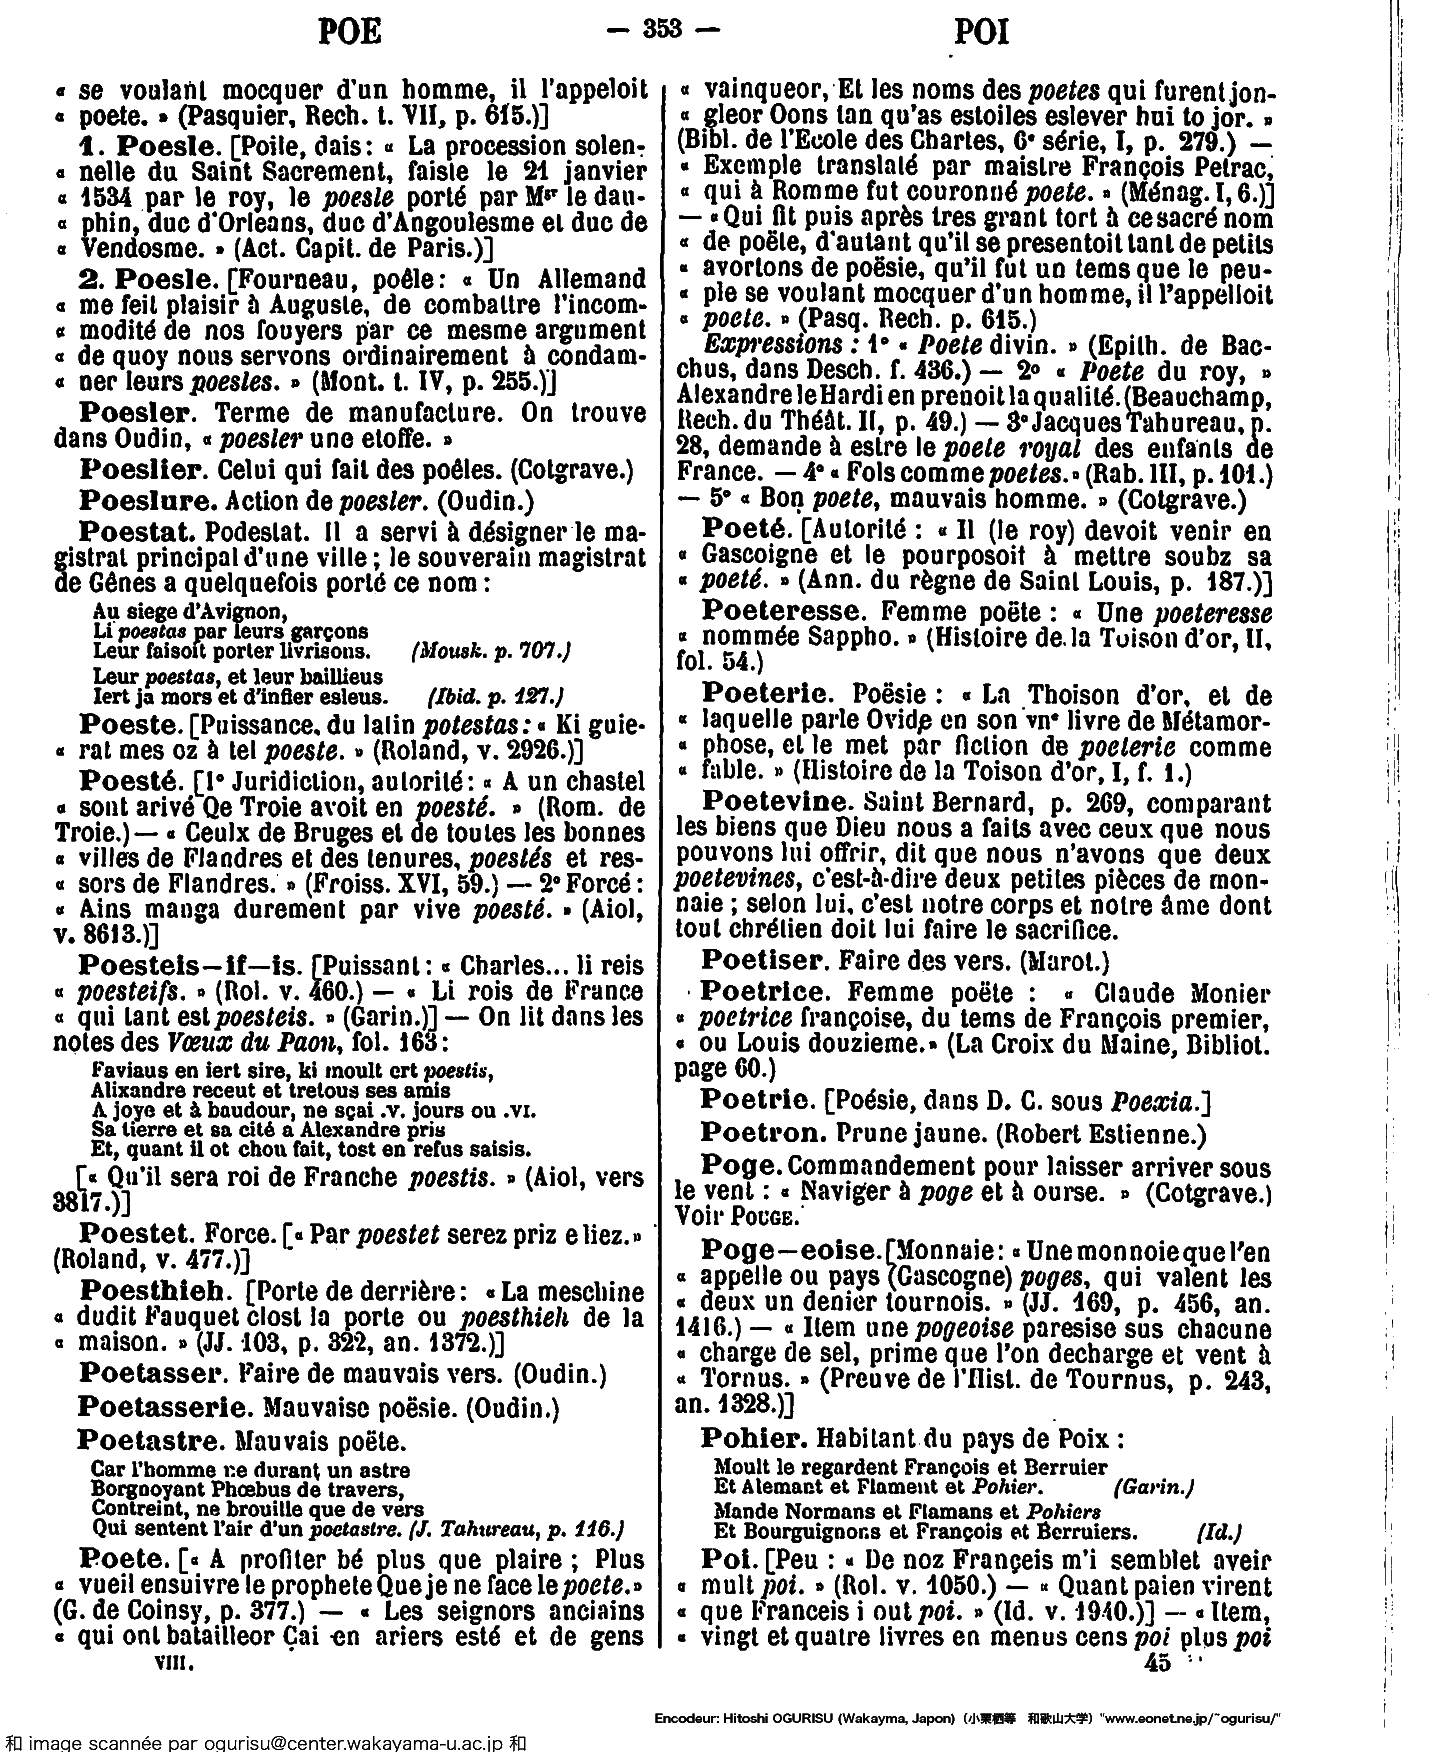 POE — 353 — POI
« se voulant mocquer d'un homme, il l'appeloit
« poete. » (Pasquier, Rech. t. VII, p. 615.)]
1. Poesle. [Poile, dais : « La procession solen-
« nelle du Saint Sacrement, faiste le 21 janvier
« 1534 par le roy, le poesle porté par Mgr le dau-
« phin, duc d'Orleans, duc d'Angoulesme et duc de
« Vendosme. » (Act. Capit. de Paris.)]
2. Poesle. [Fourneau, poêle : « Un Allemand
« me feit plaisir à Auguste, de combattre l'incom-
« modité de nos fouyers par ce mesme argument
« de quoy nous servons ordinairement à condam-
« ner leurs poesles. » (Mont. t. IV, p. 255.)]
Poesler. Terme de manufacture. On trouve
dans Oudin, « poesler une etoffe. »
Poeslier. Celui qui fait des poêles. (Cotgrave.)
Poeslure. Action de poesler. (Oudin.)
Poestat. Podestat. Il a servi à désigner le ma-
gistrat principal d'une ville ; le souverain magistrat
de Gênes a quelquefois porté ce nom :
Au siege d'Avignon,
Li poestas par leurs garçons
Leur faisoit porter livrisons. (Mousk. p. 707.)
Leur poestas, et leur baillieus
Iert ja mors et d'infier esleus. (Ibid. p. 127.)
Poeste. [Puissance, du latin potestas : « Ki guie-
« rat mes oz à tel poeste. » (Roland, v. 2926.)]
Poesté. [1° Juridiction, autorité : « A un chastel
« sont arivé Qe Troie avoit en poesté. » (Rom. de
Troie.) — « Ceulx de Bruges et de toutes les bonnes
« villes de Flandres et des tenures, poestés et res-
« sors de Flandres. » (Froiss. XVI, 59.) — 2° Forcé :
« Ains manga durement par vive poesté. » (Aiol,
v. 8613.)]
Poesteis—if—is. [Puissant : « Charles... li reis
« poesteifs. » (Rol. v. 460.) — « Li rois de France
« qui tant est poesteis. » (Garin.)] — On lit dans les
notes des Vœux du Paon, fol. 163 :
Faviaus en iert sire, ki moult ert poestis,
Alixandre receut et tretous ses amis
A joye et à baudour, ne sçai .v. jours ou .VI.
Sa tierre et sa cité a Alexandre pris
Et, quant il ot chou fait, tost en refus saisis.
[« Qu'il sera roi de Franche poestis. » (Aiol, vers
3817.)]
Poestet. Force. [« Par poestet serez priz e liez. »
(Roland, v. 477.)]
Poesthieh. [Porte de derrière : « La meschine
« dudit Fauquet clost la porte ou poesthieh de la
« maison. » (JJ. 103, p. 322, an. 1372.)]
Poetasser. Faire de mauvais vers. (Oudin.)
Poetasserie. Mauvaise poësie. (Oudin.)
Poetastre. Mauvais poëte.
Car l'homme ne durant un astre
Borgnoyant Phœbus de travers,
Contreint, ne brouille que de vers
Qui sentent l'air d'un poetastre. (J. Tahureau, p. 116.)
Poete. [« A profiter bé plus que plaire ; Plus
« vueil ensuivre le prophete Que je ne face le poete. »
(G. de Coinsy, p. 377.) — « Les seignors anciains
« qui ont batailleor Çai en ariers esté et de gens
VIII.
« vainqueor, Et les noms des poetes qui furent jon-
« gleor Oons tan qu'as estoiles eslever hui to jor. »
(Bibl. de l'Ecole des Chartes, 6e série, I, p. 279.) —
« Exemple translaté par maistre François Petrac,
« qui à Romme fut couronné poete. » (Ménag. I, 6.)]
— « Qui fit puis après tres grant tort à ce sacré nom
« de poëte, d'autant qu'il se presentoit tant de petits
« avortons de poësie, qu'il fut un tems que le peu-
« ple se voulant mocquer d'un homme, il l'appelloit
« poete. » (Pasq. Rech. p. 615.)
Expressions : 1° « Poete divin. » (Epith. de Bac-
chus, dans Desch. f. 436.) — 2° « Poete du roy, »
Alexandre le Hardi en prenoit la qualité. (Beauchamp,
Rech. du Théât. II, p. 49.) — 3° Jacques Tahureau, p.
28, demande à estre le poete royal des enfants de
France. — 4° « Fols comme poetes. » (Rab. III, p. 101.)
— 5° « Bon poete, mauvais homme. » (Cotgrave.)
Poeté. [Autorité : « Il (le roy) devoit venir en
« Gascoigne et le pourposoit à mettre soubz sa
« poeté. » (Ann. du règne de Saint Louis, p. 187.)]
Poeteresse. Femme poëte : « Une poeteresse
« nommée Sappho. » (Histoire de la Toison d'or, II,
fol. 54.)
Poeterie. Poësie : « La Thoison d'or, et de
« laquelle parle Ovide en son VIIe livre de Métamor-
« phose, et le met par fiction de poeterie comme
« fable. » (Histoire de la Toison d'or, I, f. 1.)
Poetevine. Saint Bernard, p. 269, comparant
les biens que Dieu nous a faits avec ceux que nous
pouvons lui offrir, dit que nous n'avons que deux
poetevines, c'est-à-dire deux petites pièces de mon-
naie ; selon lui, c'est notre corps et notre âme dont
tout chrétien doit lui faire le sacrifice.
Poetiser. Faire des vers. (Marot.)
Poetrice. Femme poëte : « Claude Monier
« poetrice françoise, du tems de François premier,
« ou Louis douzieme. » (La Croix du Maine, Bibliot.
page 60.)
Poetrie. [Poésie, dans D. C. sous Poexia.]
Poetron. Prune jaune. (Robert Estienne.)
Poge. Commandement pour laisser arriver sous
le vent : « Naviger à poge et à ourse. » (Cotgrave.)
Voir POUGE.
Poge—eoise. [Monnaie : « Une monnoie que l'en
« appelle ou pays (Gascogne) poges, qui valent les
« deux un denier tournois. » (JJ. 169, p. 456, an.
1416.) — « Item une pogeoise paresise sus chacune
« charge de sel, prime que l'on decharge et vent à
« Tornus. » (Preuve de l'Hist. de Tournus, p. 243,
an. 1328.)]
Pohier. Habitant du pays de Poix :
Moult le regardent François et Berruier
Et Alemant et Flament et Pohier. (Garin.)
Mande Normans et Flamans et Pohiers
Et Bourguignons et François et Berruiers. (Id.)
Poi. [Peu : « De noz Françeis m'i semblet aveir
« mult poi. » (Rol. v. 1050.) — « Quant paien virent
« que Franceis i out poi. » (Id. v. 1940.)] — « Item,
« vingt et quatre livres en menus cens poi plus poi
45
Encodeur: Hitoshi OGURISU (Wakayma, Japon) (小栗栖等 和歌山大学) "www.eonet.ne.jp/~ogurisu/"
和 image scannée par ogurisu@center.wakayama-u.ac.jp 和